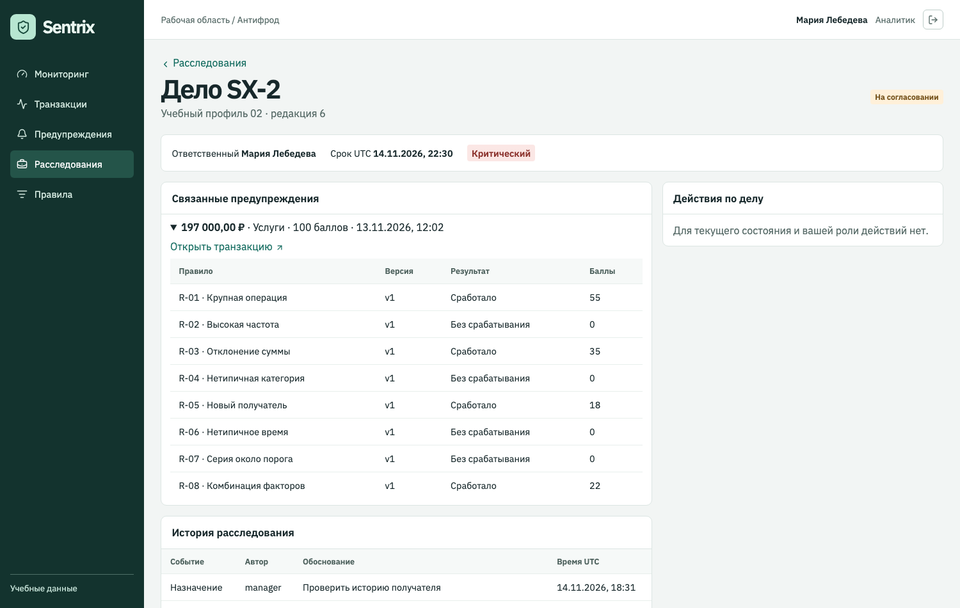 Sentrix
Мониторинг
Транзакции
Предупреждения
Расследования
Правила
Учебные данные
Рабочая область / Антифрод
Мария Лебедева Аналитик
‹ Расследования
Дело SX-2
Учебный профиль 02 · редакция 6
На согласовании
Ответственный Мария Лебедева Срок UTC 14.11.2026, 22:30 Критический
Связанные предупреждения
▼ 197 000,00 ₽ · Услуги · 100 баллов · 13.11.2026, 12:02
Открыть транзакцию ↗
Правило Версия Результат Баллы
R-01 · Крупная операция v1 Сработало 55
R-02 · Высокая частота v1 Без срабатывания 0
R-03 · Отклонение суммы v1 Сработало 35
R-04 · Нетипичная категория v1 Без срабатывания 0
R-05 · Новый получатель v1 Сработало 18
R-06 · Нетипичное время v1 Без срабатывания 0
R-07 · Серия около порога v1 Без срабатывания 0
R-08 · Комбинация факторов v1 Сработало 22
Действия по делу
Для текущего состояния и вашей роли действий нет.
История расследования
Событие Автор Обоснование Время UTC
Назначение manager Проверить историю получателя 14.11.2026, 18:31